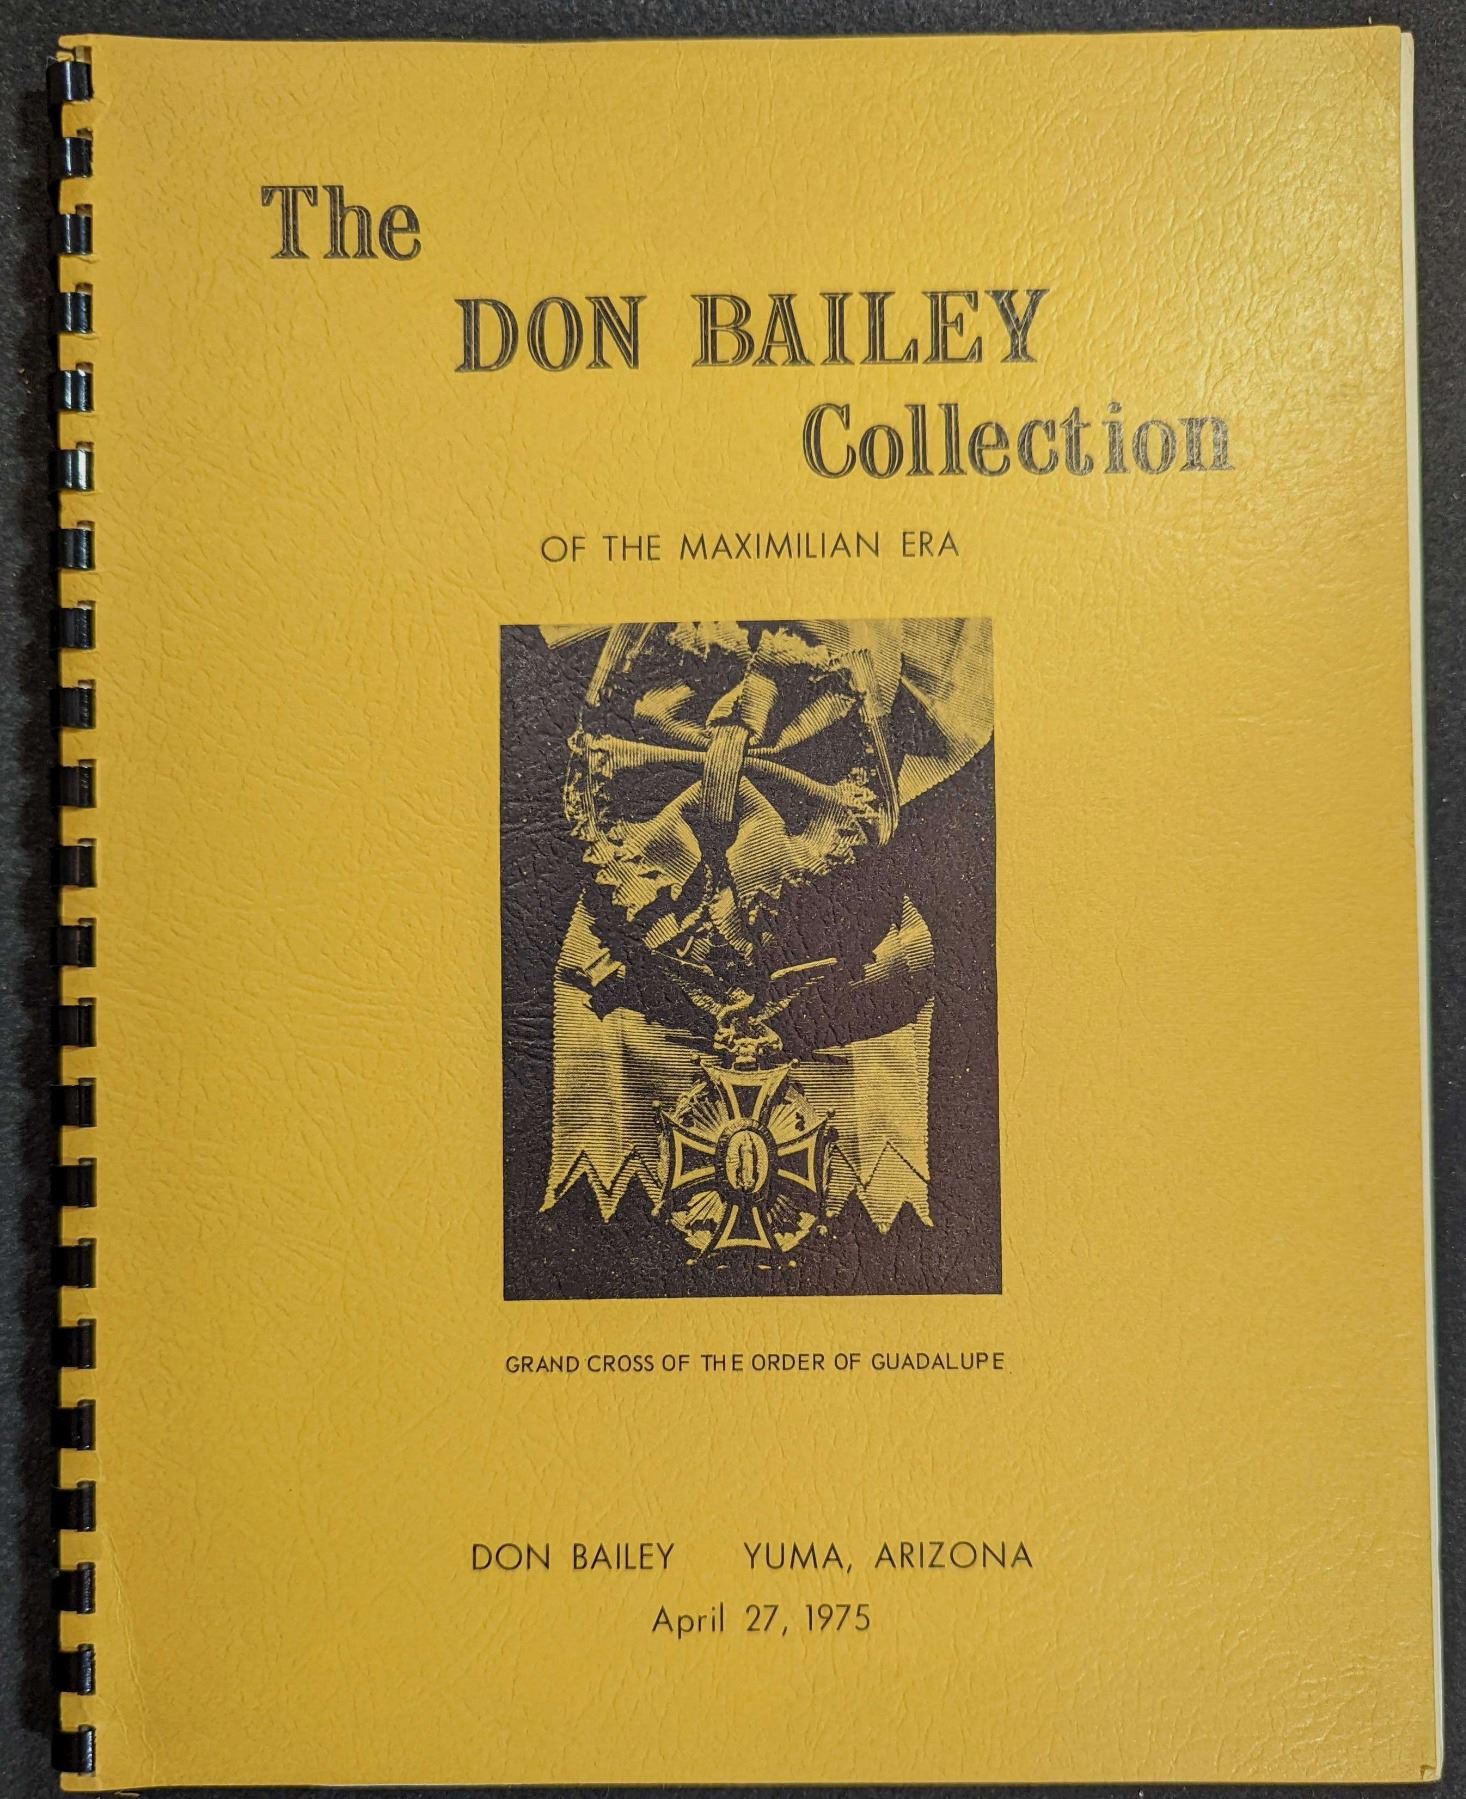 The
DON BAILEY
Collection
OF THE MAXIMILIAN ERA
GRAND CROSS OF THE ORDER OF GUADALUPE
DON BAILEY YUMA, ARIZONA
April 27, 1975